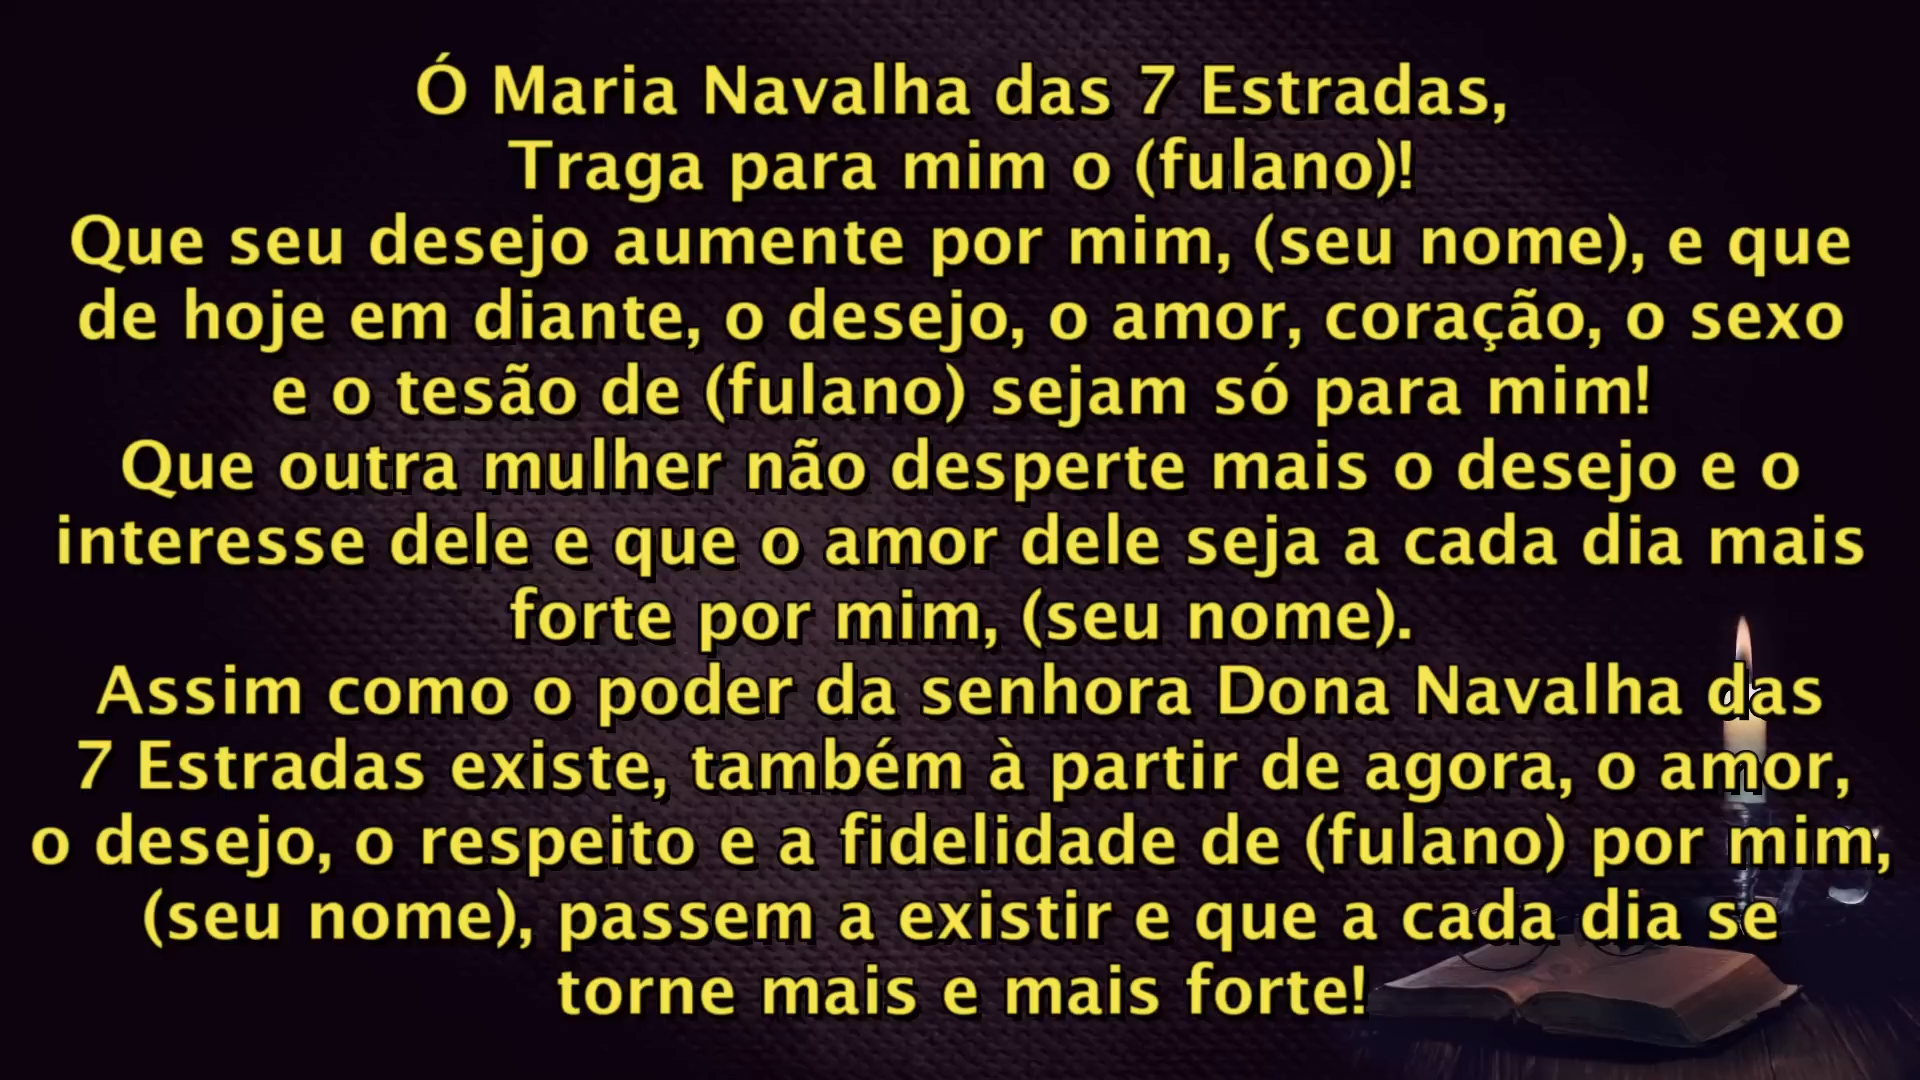 Ó Maria Navalha das 7 Estradas,
Traga para mim o (fulano)!
Que seu desejo aumente por mim, (seu nome), e que
de hoje em diante, o desejo, o amor, coração, o sexo
e o tesão de (fulano) sejam só para mim!
Que outra mulher não desperte mais o desejo e o
interesse dele e que o amor dele seja a cada dia mais
forte por mim, (seu nome).
Assim como o poder da senhora Dona Navalha das
7 Estradas existe, também à partir de agora, o amor,
o desejo, o respeito e a fidelidade de (fulano) por mim,
(seu nome), passem a existir e que a cada dia se
torne mais e mais forte!